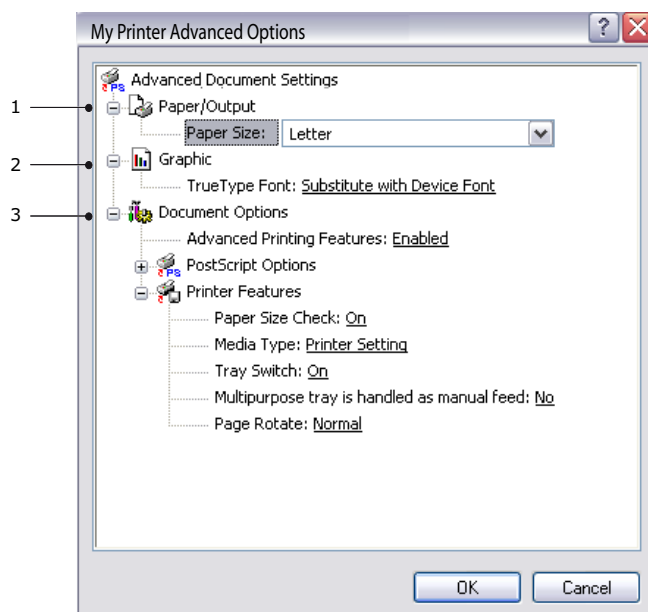 My Printer Advanced Options
Advanced Document Settings
1
Paper/Output
Paper Size: Letter
2
Graphic
TrueType Font: Substitute with Device Font
3
Document Options
Advanced Printing Features: Enabled
PS PostScript Options
Printer Features
Paper Size Check: On
Media Type: Printer Setting
Tray Switch: On
Multipurpose tray is handled as manual feed: No
Page Rotate: Normal
OK Cancel